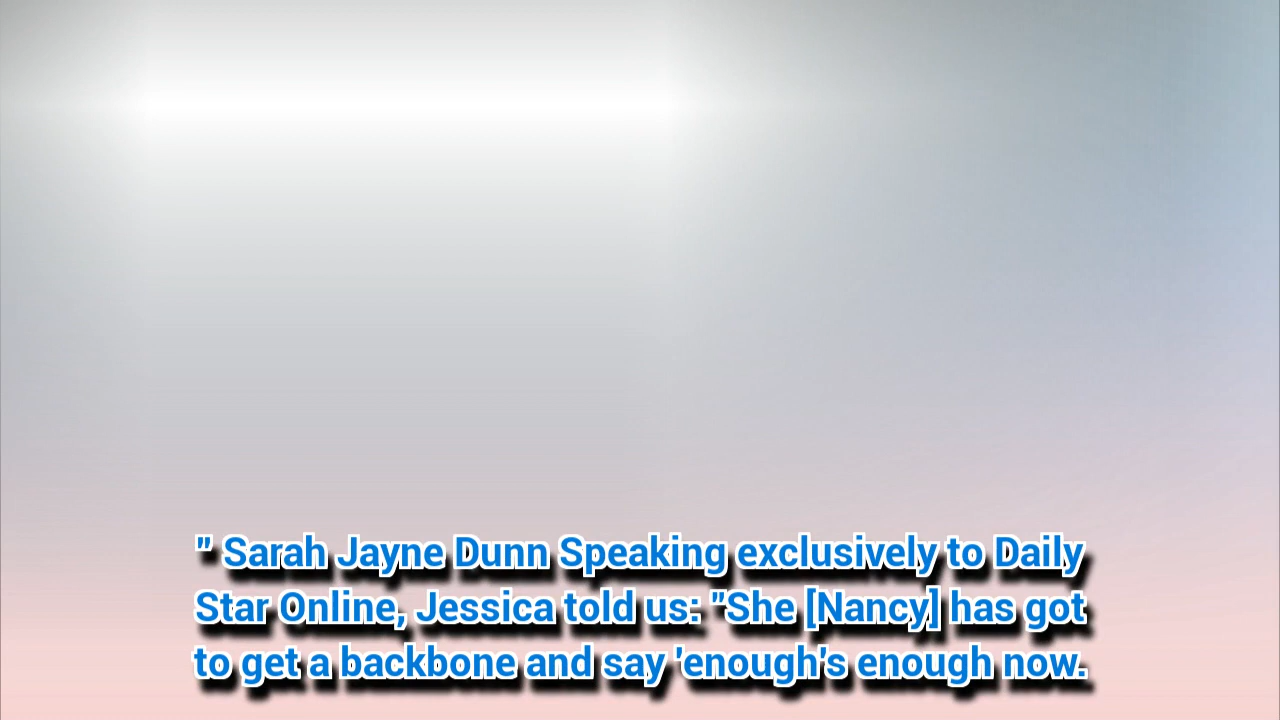 " Sarah Jayne Dunn Speaking exclusively to Daily
Star Online, Jessica told us: "She [Nancy] has got
to get a backbone and say 'enough's enough now.